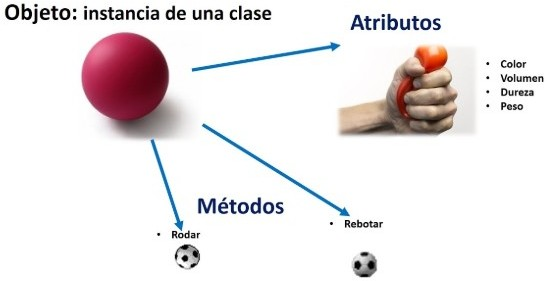 Objeto: instancia de una clase
Atributos
• Color
• Volumen
• Dureza
• Peso
Métodos
• Rodar
• Rebotar